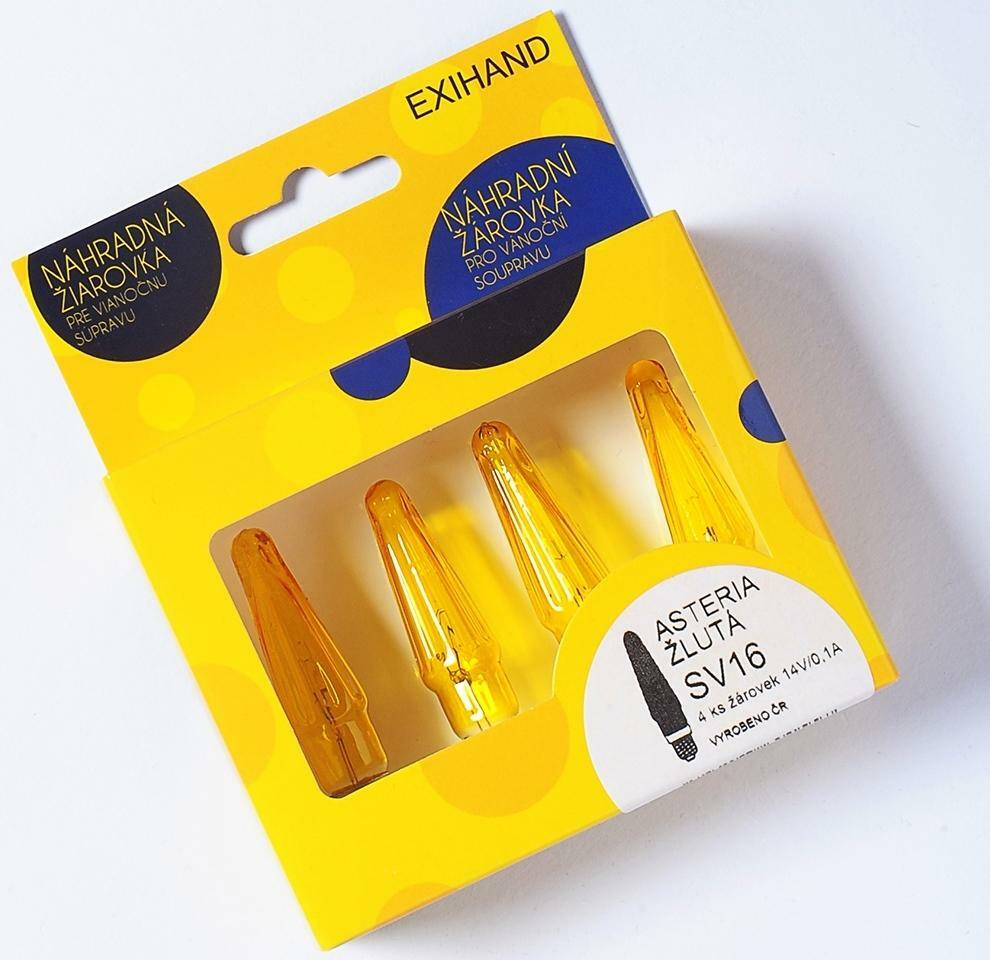 EXIHAND
NÁHRADNÁ
ŽIAROVKA
PRE VIANOČNU
SUPRAVU
NÁHRADNÍ
ŽÁROVKA
PRO VÁNOČNÍ
SOUPRAVU
ASTERIA
ŽLUTÁ
SV16
4 ks žárovek 14V/0,1A
VYROBENO ČR